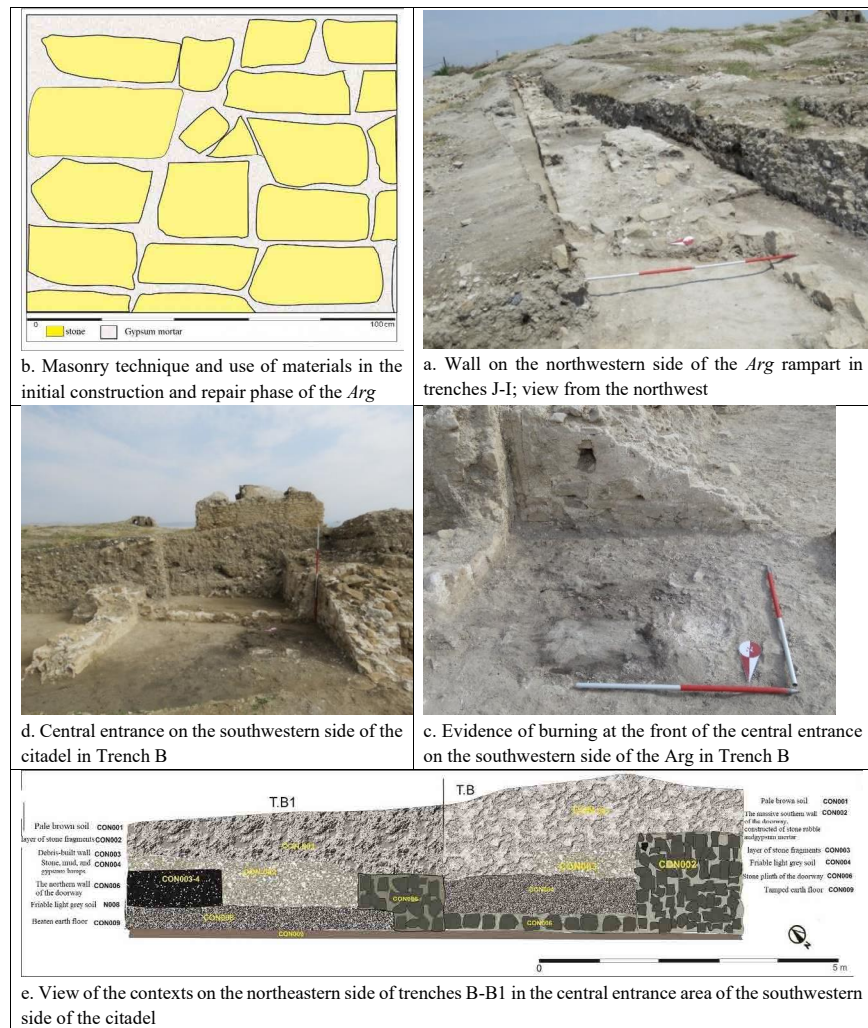 0
100cm
stone
Gypsum mortar
b. Masonry technique and use of materials in the
initial construction and repair phase of the Arg
a. Wall on the northwestern side of the Arg rampart in
trenches J-I; view from the northwest
d. Central entrance on the southwestern side of the
citadel in Trench B
c. Evidence of burning at the front of the central entrance
on the southwestern side of the Arg in Trench B
T.B1
T.B
Pale brown soil CON001
layer of stone fragments CON002
Debris-built wall CON003
Stone, mud, and CON004
gypsum heaps
The northern wall CON006
of the doorway
Friable light grey soil N008
Beaten earth floor CON009
CON003-4
CON002
CON006
Pale brown soil CON001
The massive southern wall CON002
of the doorway,
constructed of stone rubble
andgypsum mortar
layer of stone fragments CON003
Friable light grey soil CON004
Stone plinth of the doorway CON006
Tamped earth floor CON009
N
0
5 m
e. View of the contexts on the northeastern side of trenches B-B1 in the central entrance area of the southwestern
side of the citadel